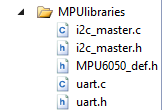 MPUlibraries
i2c_master.c
i2c_master.h
MPU6050_def.h
uart.c
uart.h